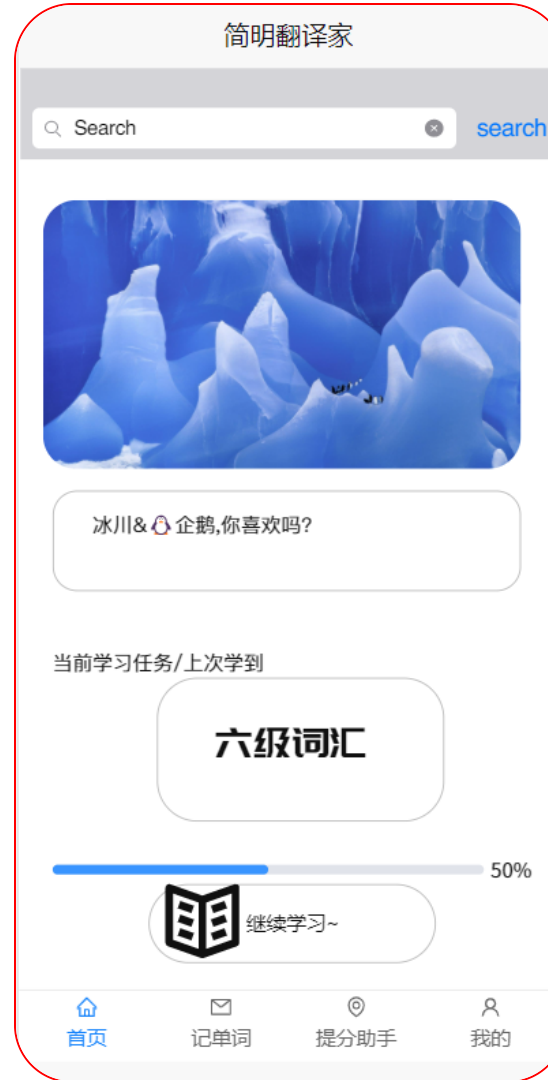 简明翻译家
Search
search
冰川&🐧企鹅,你喜欢吗?
当前学习任务/上次学到
六级词汇
50%
继续学习~
首页
记单词
提分助手
我的